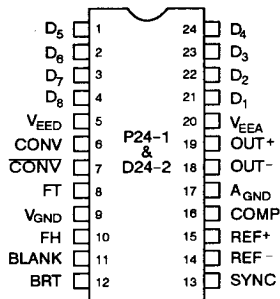 D5 1 24 D4
D6 2 23 D3
D7 3 22 D2
D8 4 21 D1
VEED 5 20 VEEA
CONV 6 P24-1 19 OUT+
&
CONV 7 D24-2 18 OUT-
FT 8 17 AGND
VGND 9 16 COMP
FH 10 15 REF+
BLANK 11 14 REF-
BRT 12 13 SYNC